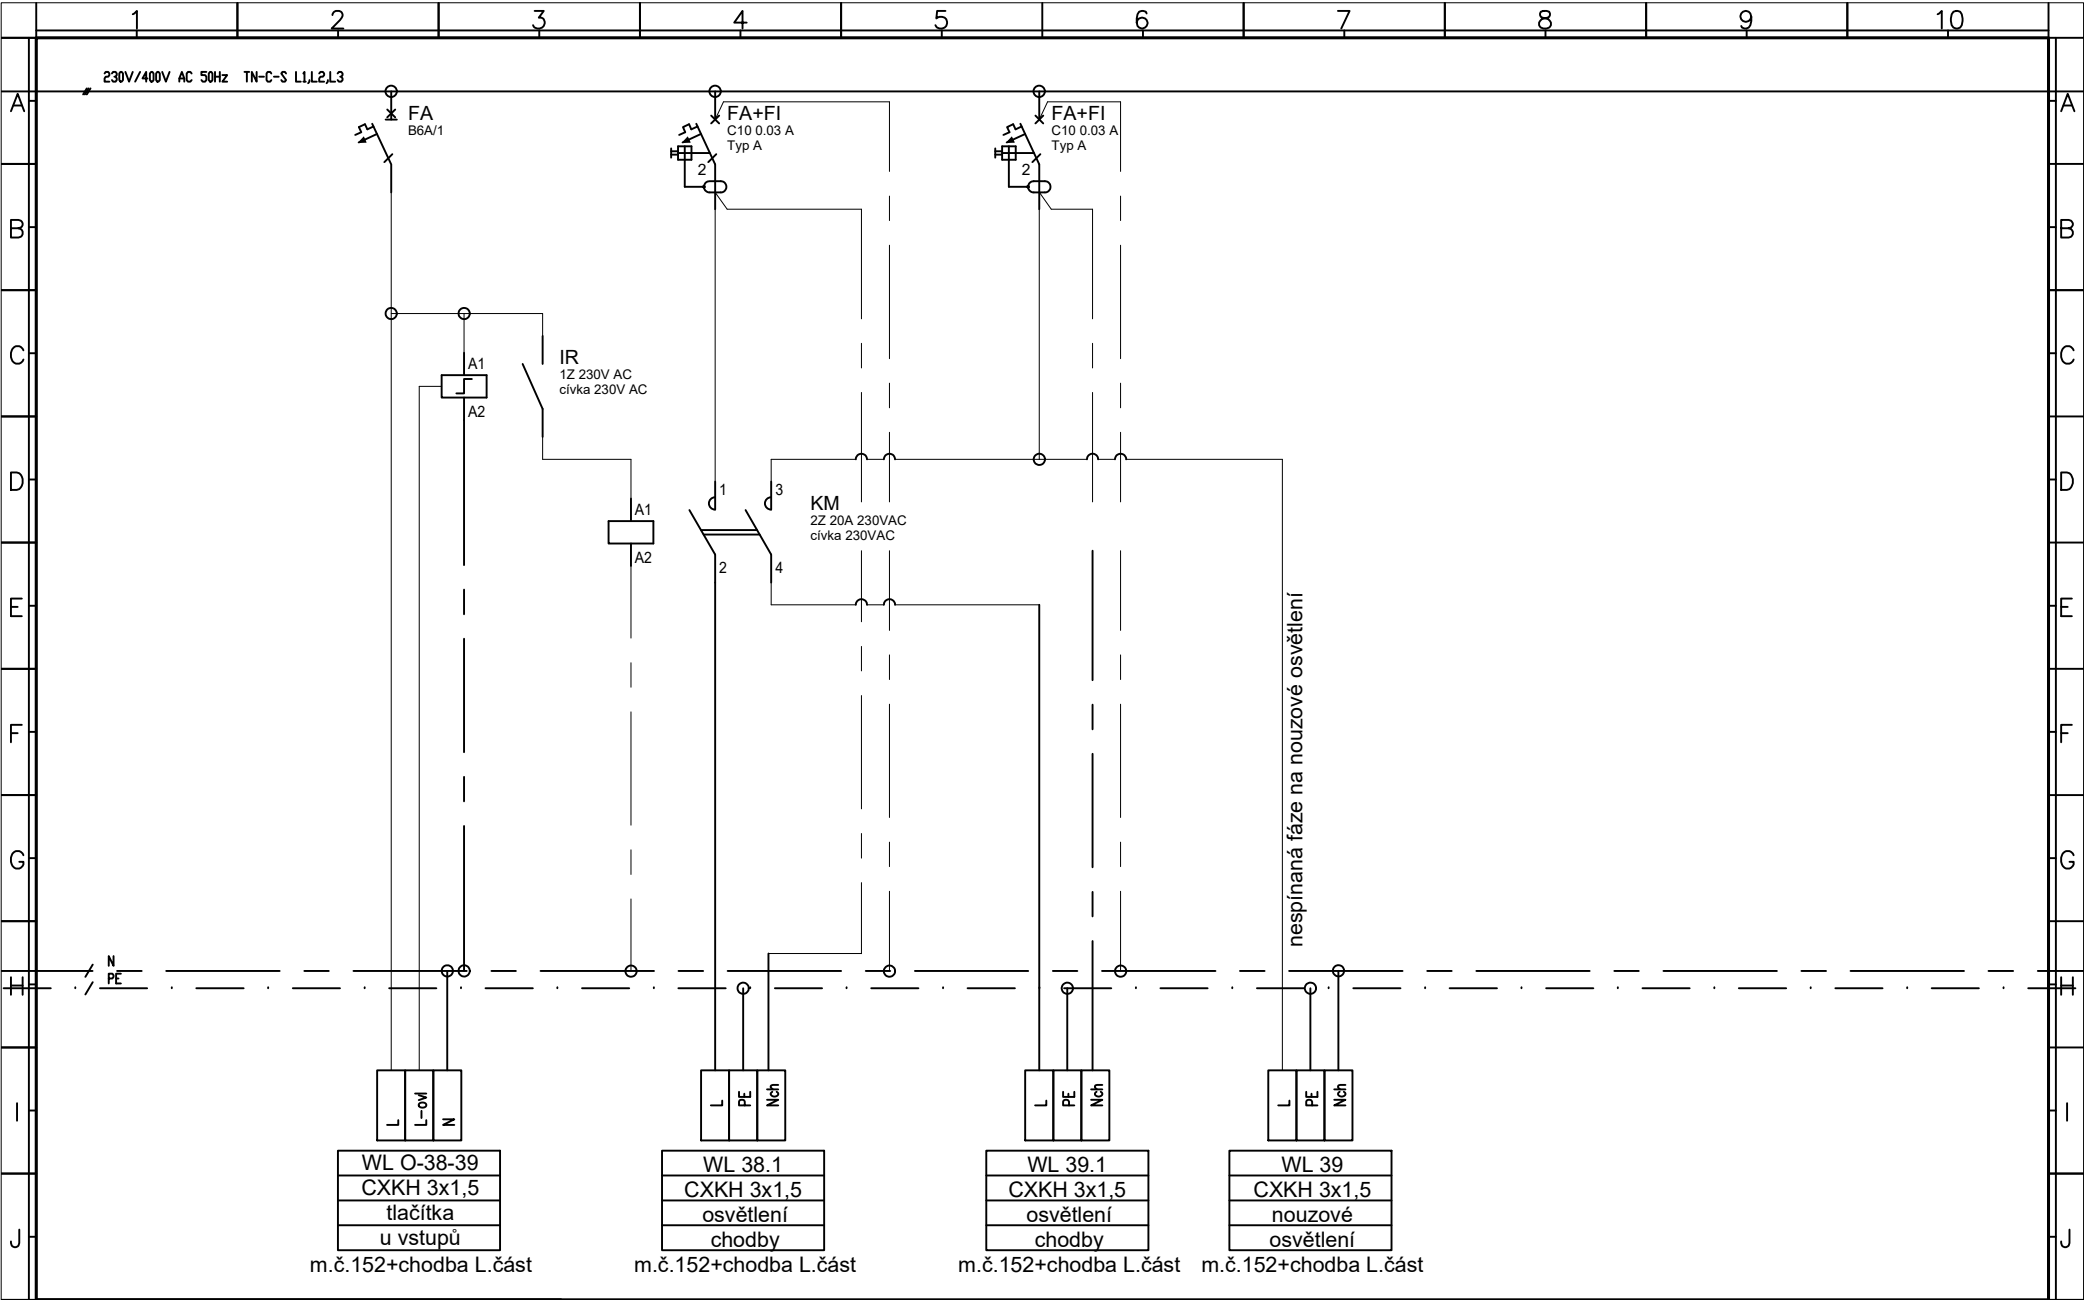 1 2 3 4 5 6 7 8 9 10
230V/400V AC 50Hz TN-C-S L1,L2,L3
A A
FA
B6A/1
FA+FI
C10 0.03 A
Typ A
2
FA+FI
C10 0.03 A
Typ A
2
B B
C C
A1
A2
IR
1Z 230V AC
cívka 230V AC
D D
A1
A2
1 3
KM
2Z 20A 230VAC
cívka 230VAC
2 4
E E
nespínaná fáze na nouzové osvětlení
F F
G G
N
PE
H H
I I
L L-ovl N
L PE Nch
L PE Nch
L PE Nch
J J
WL O-38-39
CXKH 3x1,5
tlačítka
u vstupů
m.č.152+chodba L.část
WL 38.1
CXKH 3x1,5
osvětlení
chodby
m.č.152+chodba L.část
WL 39.1
CXKH 3x1,5
osvětlení
chodby
m.č.152+chodba L.část
WL 39
CXKH 3x1,5
nouzové
osvětlení
m.č.152+chodba L.část